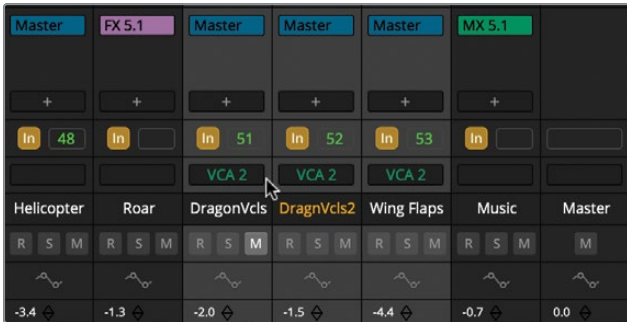 Master FX 5.1 Master Master Master MX 5.1
+ + + + + +
In 48 In In 51 In 52 In 53 In
VCA 2 VCA 2 VCA 2
Helicopter Roar DragonVcls DragnVcls2 Wing Flaps Music Master
R S M R S M R S M R S M R S M R S M M
-3.4 -1.3 -2.0 -1.5 -4.4 -0.7 0.0